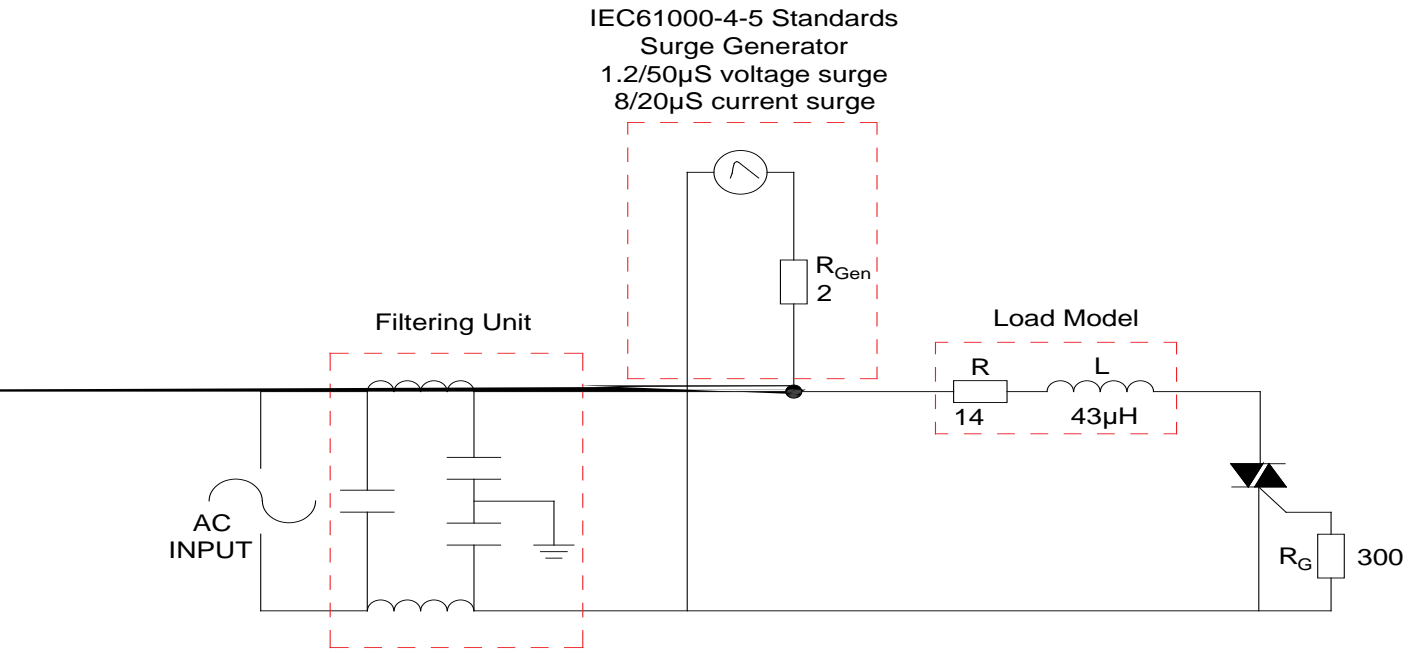 IEC61000-4-5 Standards
Surge Generator
1.2/50µS voltage surge
8/20µS current surge
RGen
2
Filtering Unit
Load Model
R
L
14
43µH
AC
INPUT
RG
300